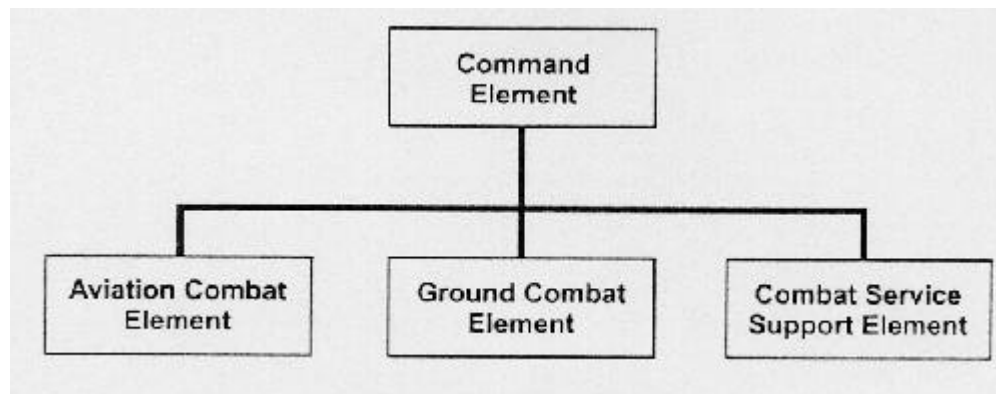 Command
Element
Aviation Combat
Element
Ground Combat
Element
Combat Service
Support Element